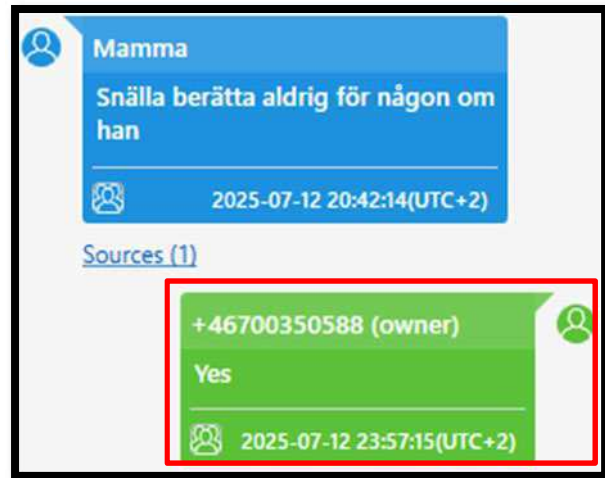 Mamma
Snälla berätta aldrig för någon om
han
2025-07-12 20:42:14(UTC+2)
Sources (1)
+46700350588 (owner)
Yes
2025-07-12 23:57:15(UTC+2)